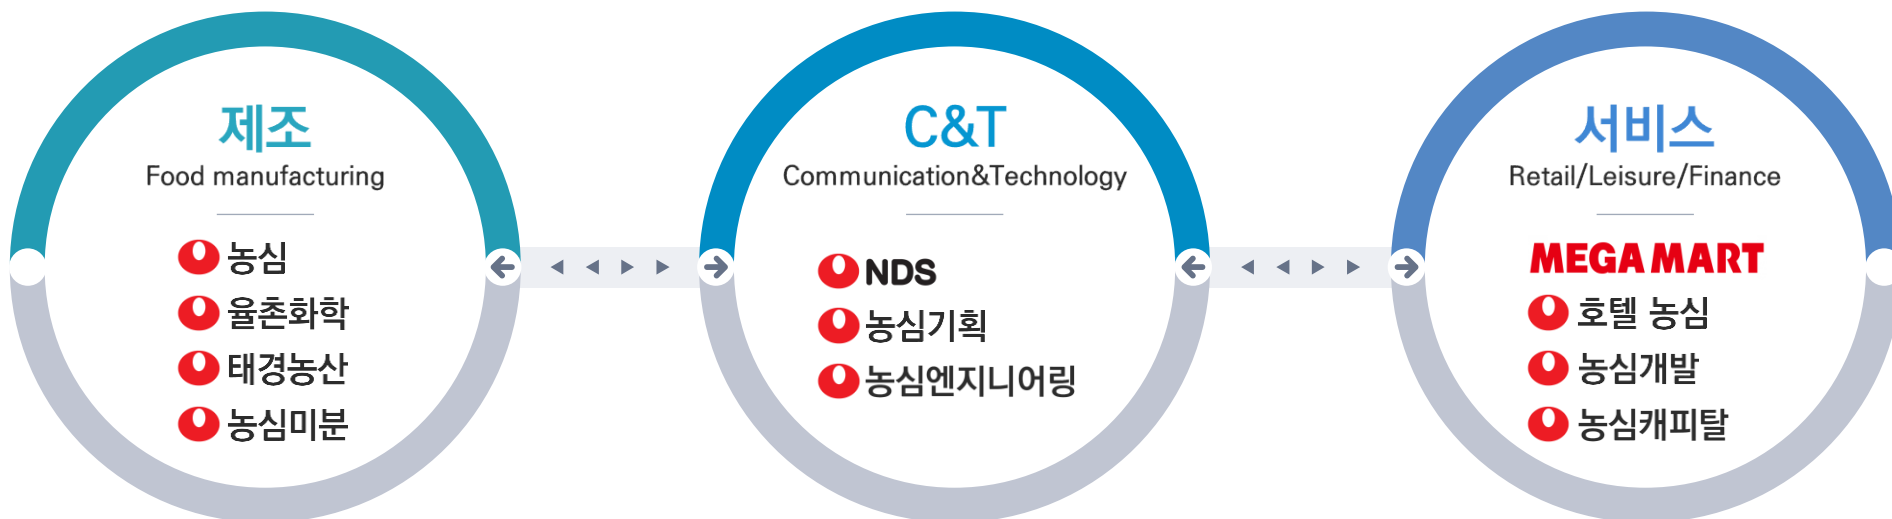 제조
Food manufacturing
농심
율촌화학
태경농산
농심미분
C&T
Communication&Technology
NDS
농심기획
농심엔지니어링
서비스
Retail/Leisure/Finance
MEGA MART
호텔 농심
농심개발
농심캐피탈